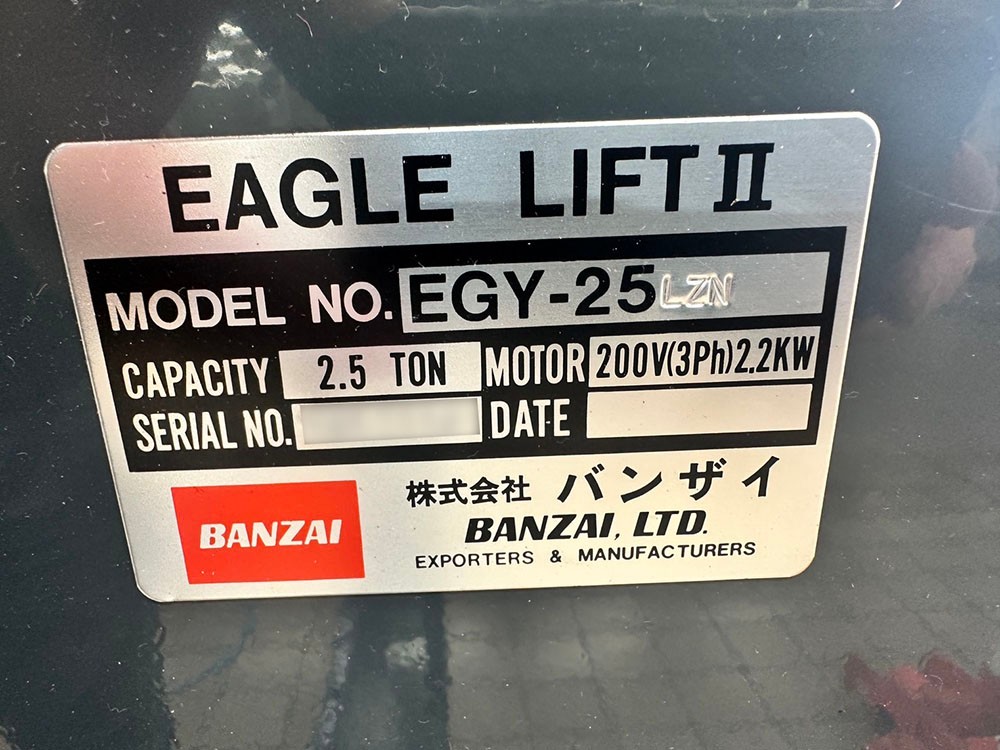 EAGLE LIFT II
MODEL NO. EGY-25LZN
CAPACITY 2.5 TON MOTOR 200V(3Ph)2.2KW
SERIAL NO. DATE
BANZAI
株式会社 バンザイ
BANZAI, LTD.
EXPORTERS & MANUFACTURERS